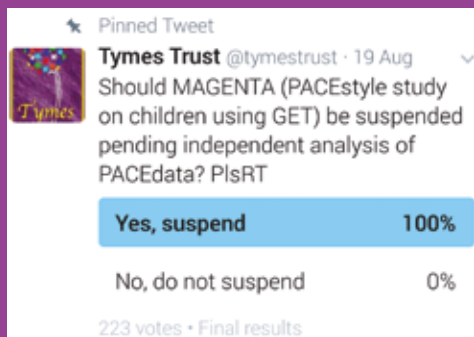 Pinned Tweet
Tymes Trust @tymestrust · 19 Aug
Should MAGENTA (PACEstyle study
on children using GET) be suspended
pending independent analysis of
PACEdata? PlsRT
Tymes
Yes, suspend 100%
No, do not suspend 0%
223 votes • Final results